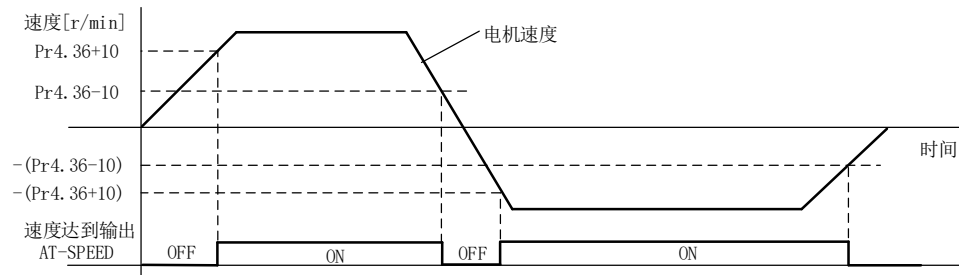 速度[r/min]
Pr4.36+10
电机速度
Pr4.36-10
时间
-(Pr4.36-10)
-(Pr4.36+10)
速度达到输出
AT-SPEED
OFF
ON
OFF
ON